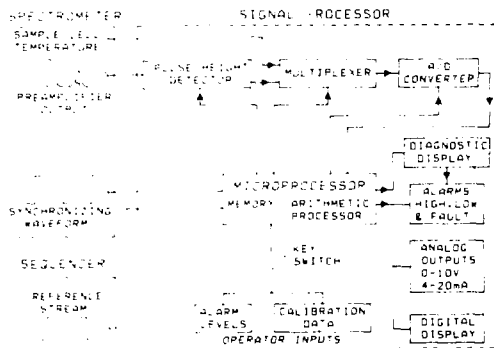 SPECTROMETER
SIGNAL PROCESSOR
SAMPLE CELL
TEMPERATURE
PULSE HEIGHT
DETECTOR
MULTIPLEXER
A/D
CONVERTER
PREAMPLIFIER
OUTPUT
DIAGNOSTIC
DISPLAY
MICROPROCESSOR
MEMORY ARITHMETIC
PROCESSOR
ALARMS
HIGH,LOW
& FAULT
SYNCHRONIZING
WAVEFORM
KEY
SWITCH
SEQUENCER
ANALOG
OUTPUTS
0-10V
4-20mA
REFERENCE
STREAM
ALARM
LEVELS
CALIBRATION
DATA
DIGITAL
DISPLAY
OPERATOR INPUTS